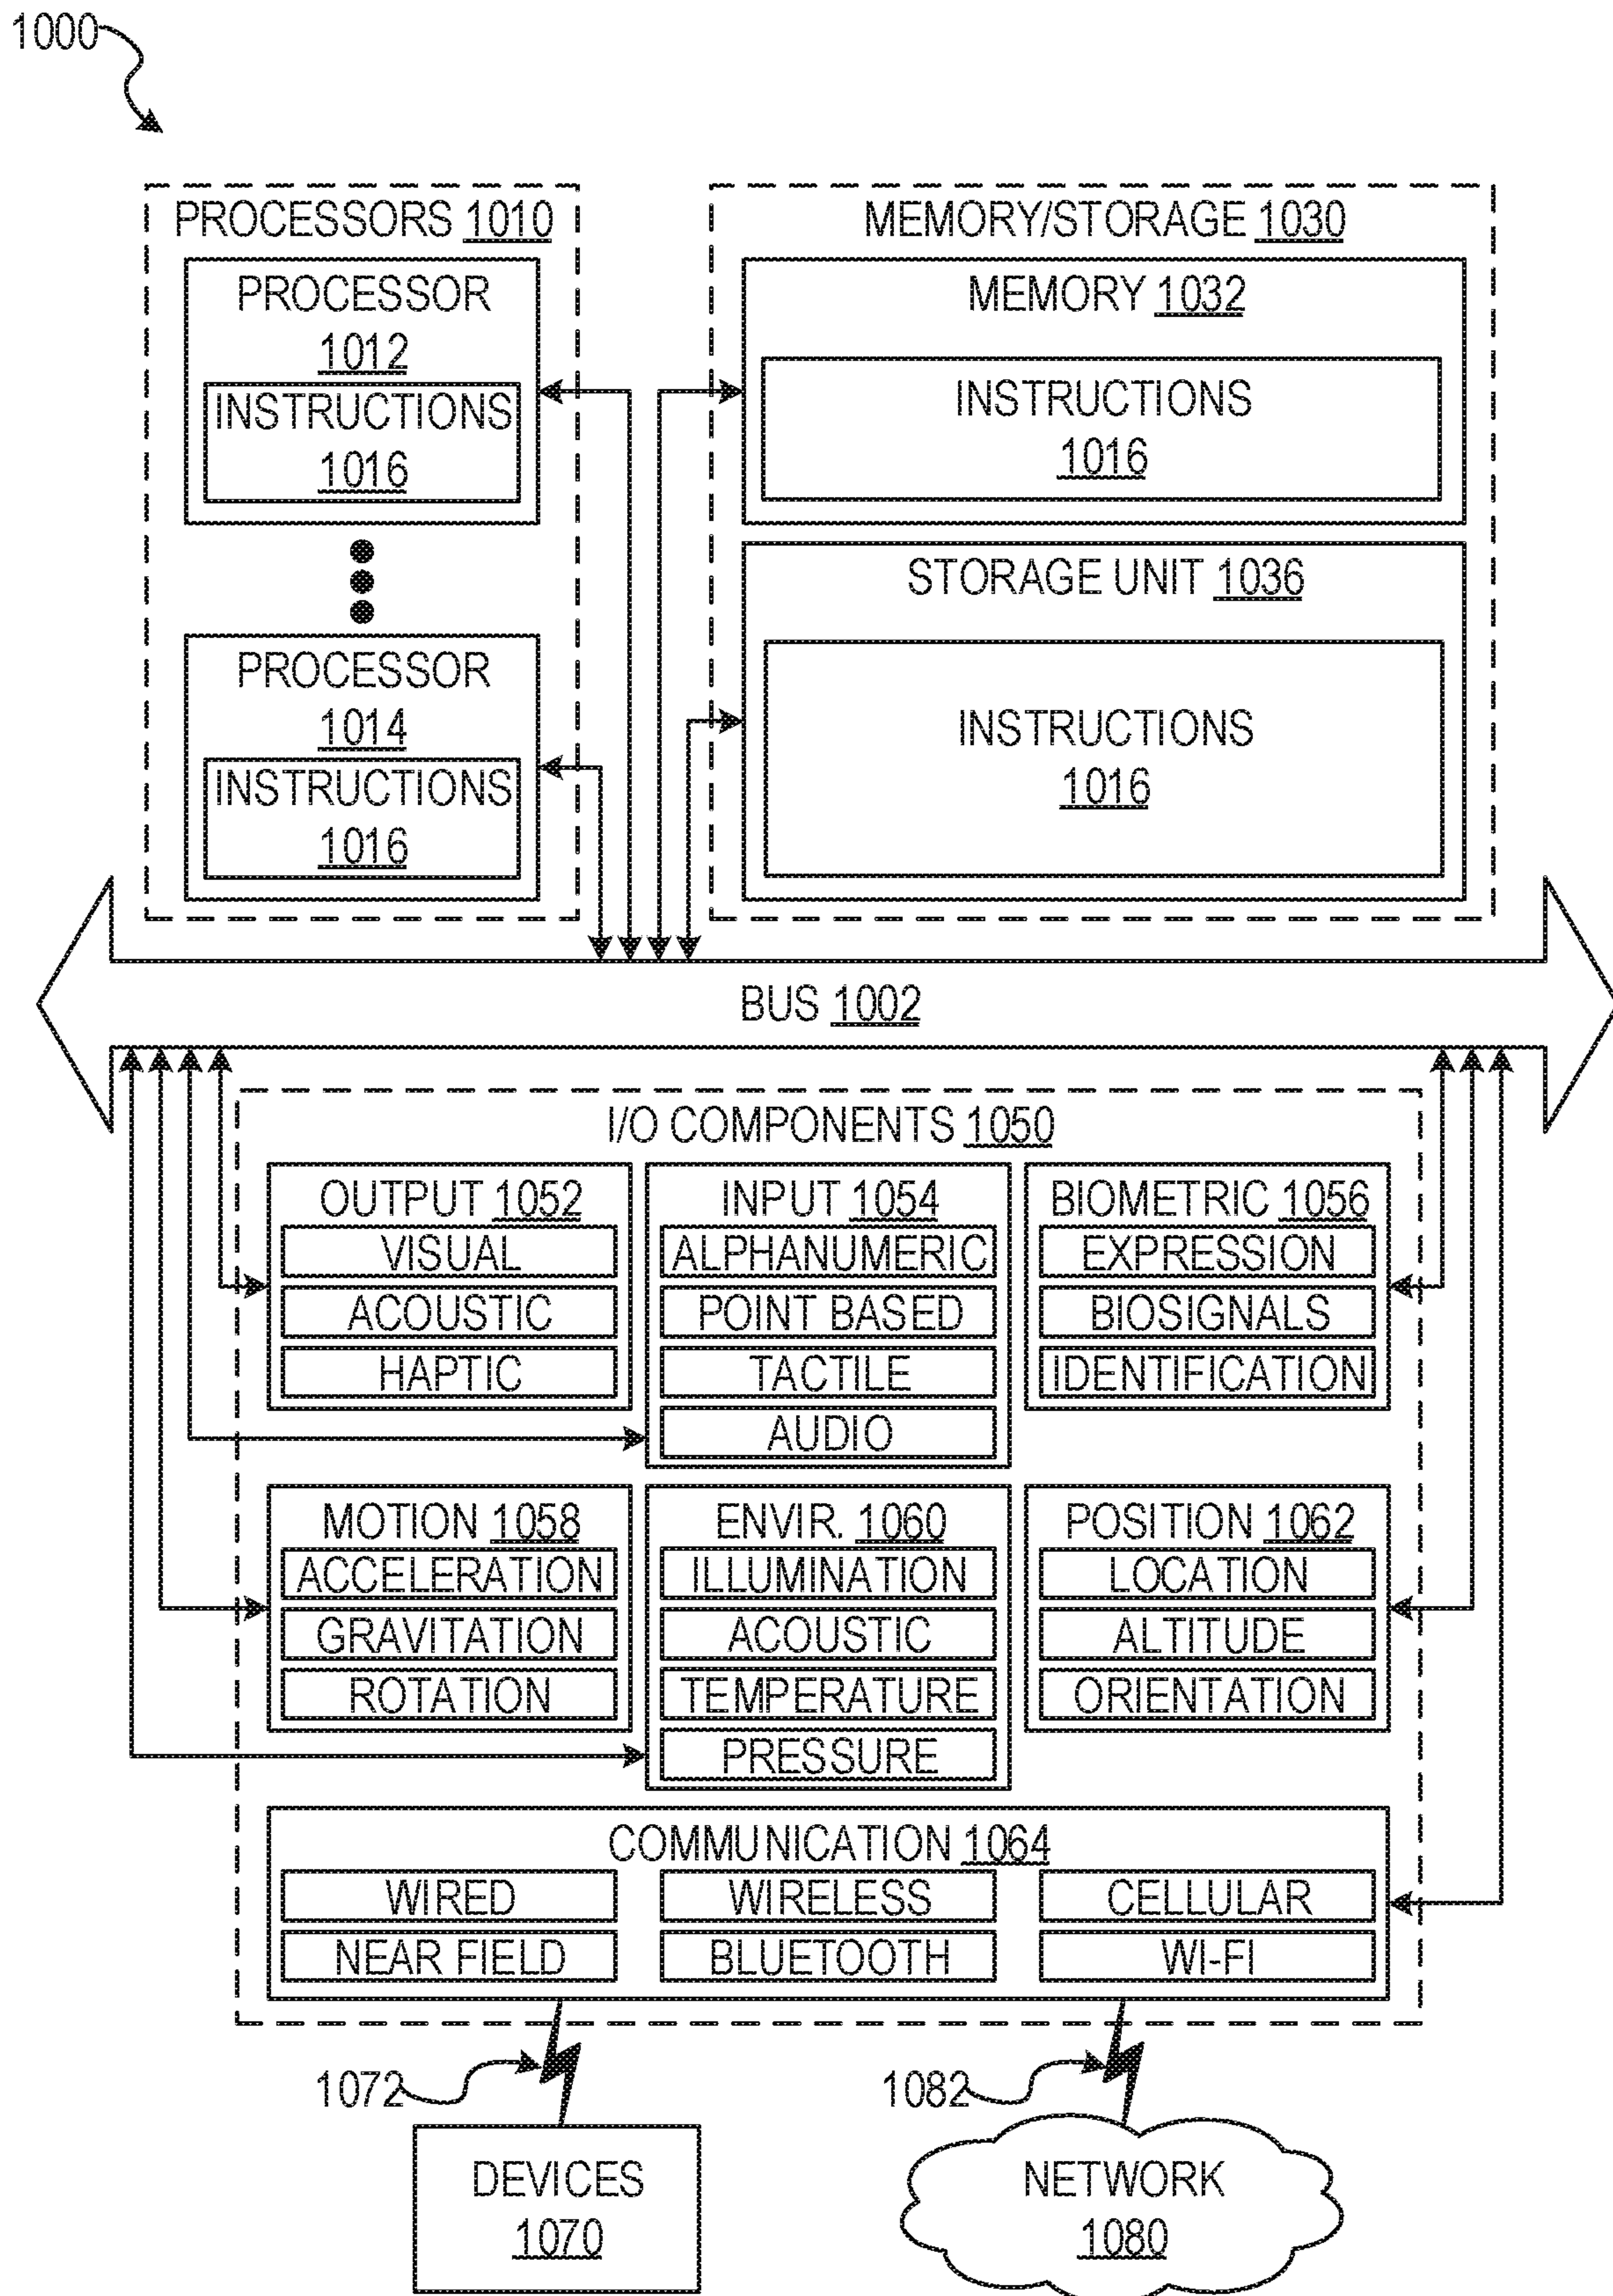 1000
PROCESSORS 1010
PROCESSOR
1012
INSTRUCTIONS
1016
PROCESSOR
1014
INSTRUCTIONS
1016
MEMORY/STORAGE 1030
MEMORY 1032
INSTRUCTIONS
1016
STORAGE UNIT 1036
INSTRUCTIONS
1016
BUS 1002
I/O COMPONENTS 1050
OUTPUT 1052
VISUAL
ACOUSTIC
HAPTIC
INPUT 1054
ALPHANUMERIC
POINT BASED
TACTILE
AUDIO
BIOMETRIC 1056
EXPRESSION
BIOSIGNALS
IDENTIFICATION
MOTION 1058
ACCELERATION
GRAVITATION
ROTATION
ENVIR. 1060
ILLUMINATION
ACOUSTIC
TEMPERATURE
PRESSURE
POSITION 1062
LOCATION
ALTITUDE
ORIENTATION
COMMUNICATION 1064
WIRED
WIRELESS
CELLULAR
NEAR FIELD
BLUETOOTH
WI-FI
1072
1082
DEVICES
1070
NETWORK
1080